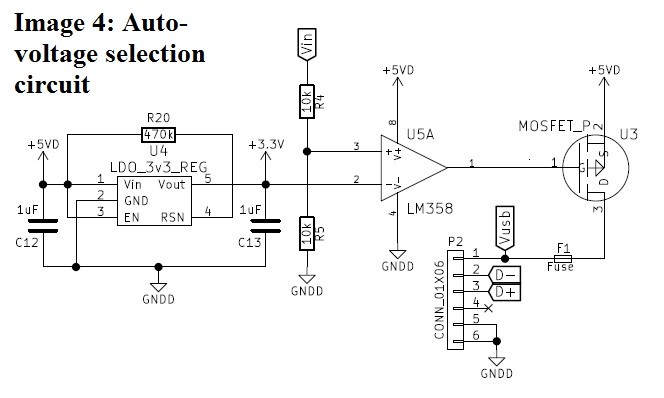 Image 4: Auto-
voltage selection
circuit
Vin
+5VD
+5VD
10k
R4
R20
470k
U4
LDO_3v3_REG
+5VD
+3.3V
8
U5A
MOSFET_P
2
U3
3
+
V+
1
1
G
S
D
1
Vin
Vout
5
2
-
V-
2
GND
3
EN
RSN
4
LM358
4
3
1uF
C12
1uF
C13
10k
R5
GNDD
GNDD
GNDD
Vusb
F1
Fuse
P2
CONN_01X06
1
2
D-
3
D+
4
5
6
GNDD